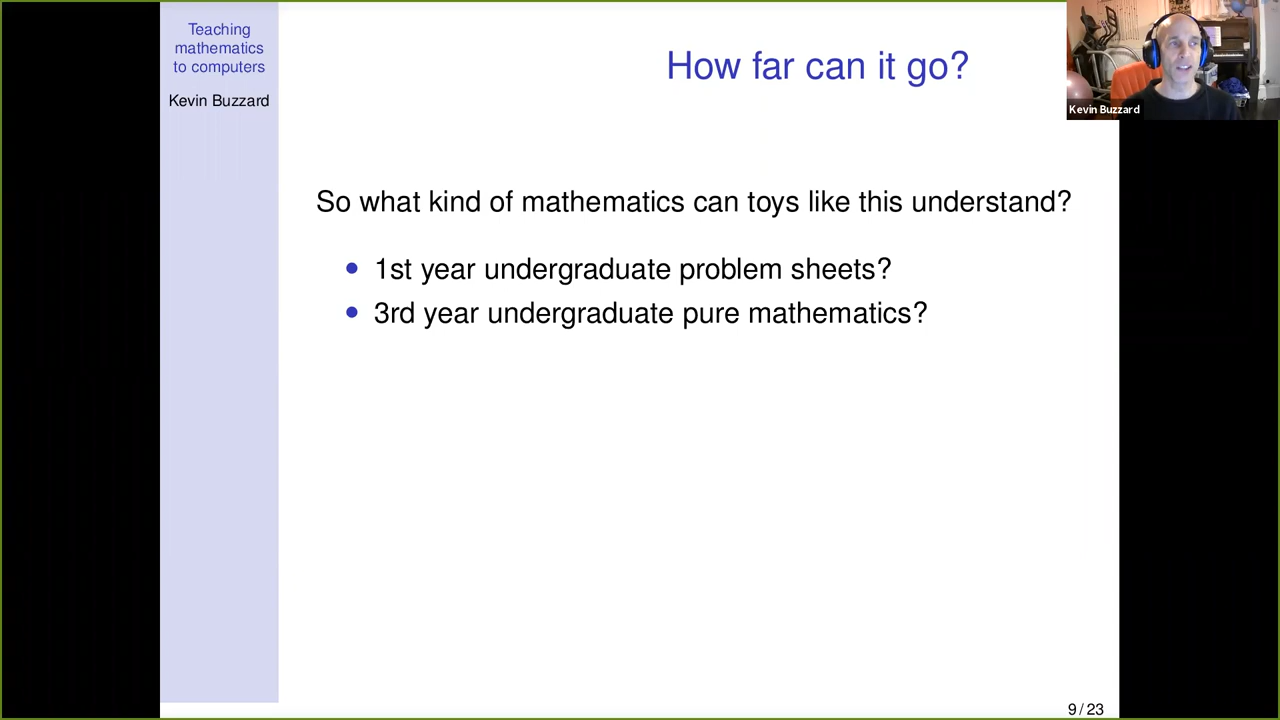 Teaching
mathematics
to computers
Kevin Buzzard
How far can it go?
Kevin Buzzard
So what kind of mathematics can toys like this understand?
• 1st year undergraduate problem sheets?
• 3rd year undergraduate pure mathematics?
9 / 23